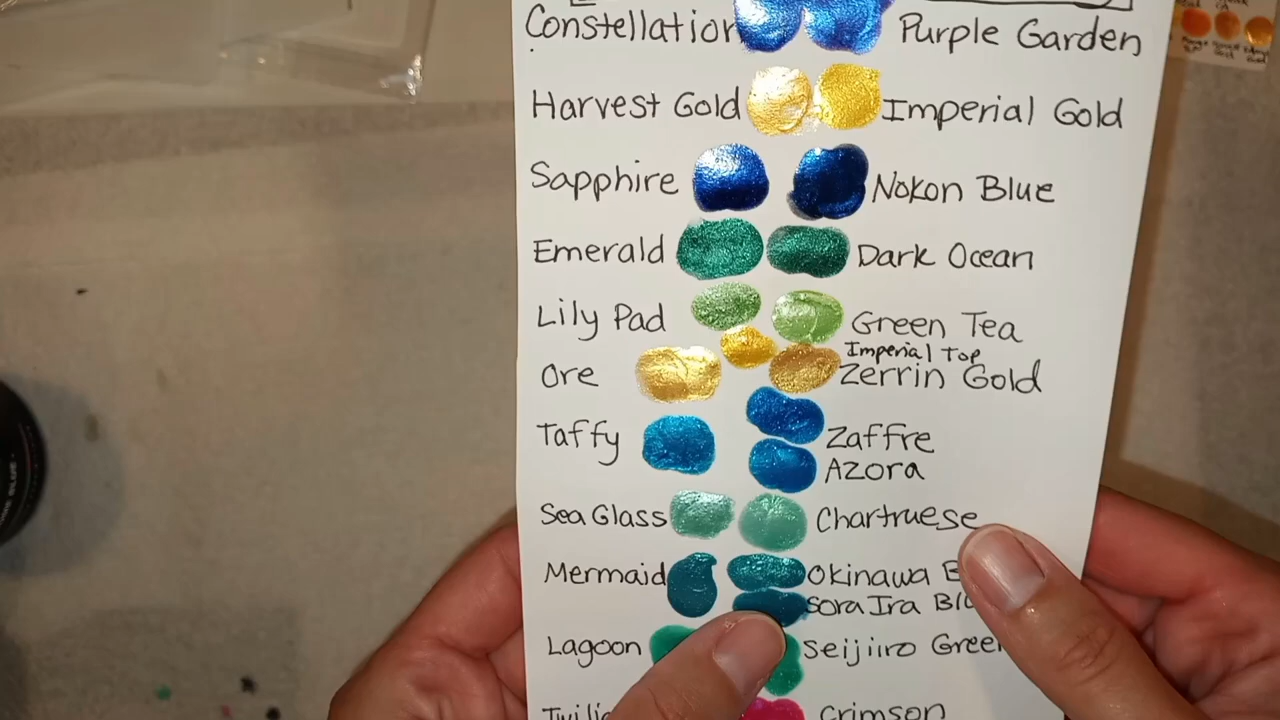 Constellation Purple Garden
Harvest Gold Imperial Gold
Sapphire Nokon Blue
Emerald Dark Ocean
Lily Pad Green Tea
Imperial Top
Ore Zerrin Gold
Taffy Zaffre
Azora
Sea Glass Chartruese
Mermaid Okinawa
Sora Ira
Lagoon Seijiiro Green
Crimson